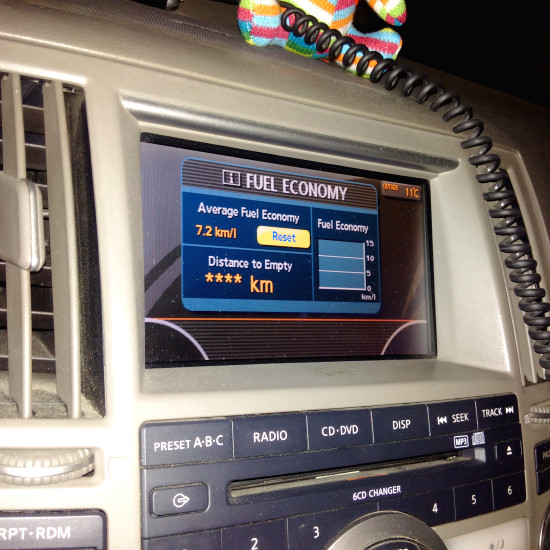 FUEL ECONOMY
OUTSIDE 11°C
Average Fuel Economy
7.2 km/l
Reset
Distance to Empty
**** km
Fuel Economy
15
10
5
0
km/l
PRESET A·B·C
RADIO
CD·DVD
DISP
SEEK
TRACK
MP3
6CD CHANGER
RPT·RDM
2
3
4
5
6